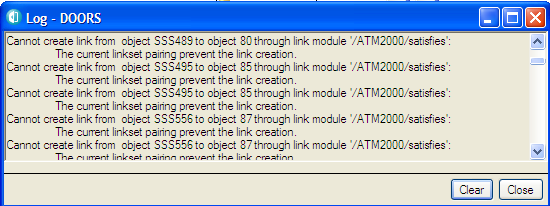 Log - DOORS
Cannot create link from  object SSS489 to object 80 through link module '/ATM2000/satisfies':
The current linkset pairing prevent the link creation.
Cannot create link from  object SSS495 to object 85 through link module '/ATM2000/satisfies':
The current linkset pairing prevent the link creation.
Cannot create link from  object SSS495 to object 85 through link module '/ATM2000/satisfies':
The current linkset pairing prevent the link creation.
Cannot create link from  object SSS556 to object 87 through link module '/ATM2000/satisfies':
The current linkset pairing prevent the link creation.
Cannot create link from  object SSS556 to object 87 through link module '/ATM2000/satisfies':
The current linkset pairing prevent the link creation.
Clear Close